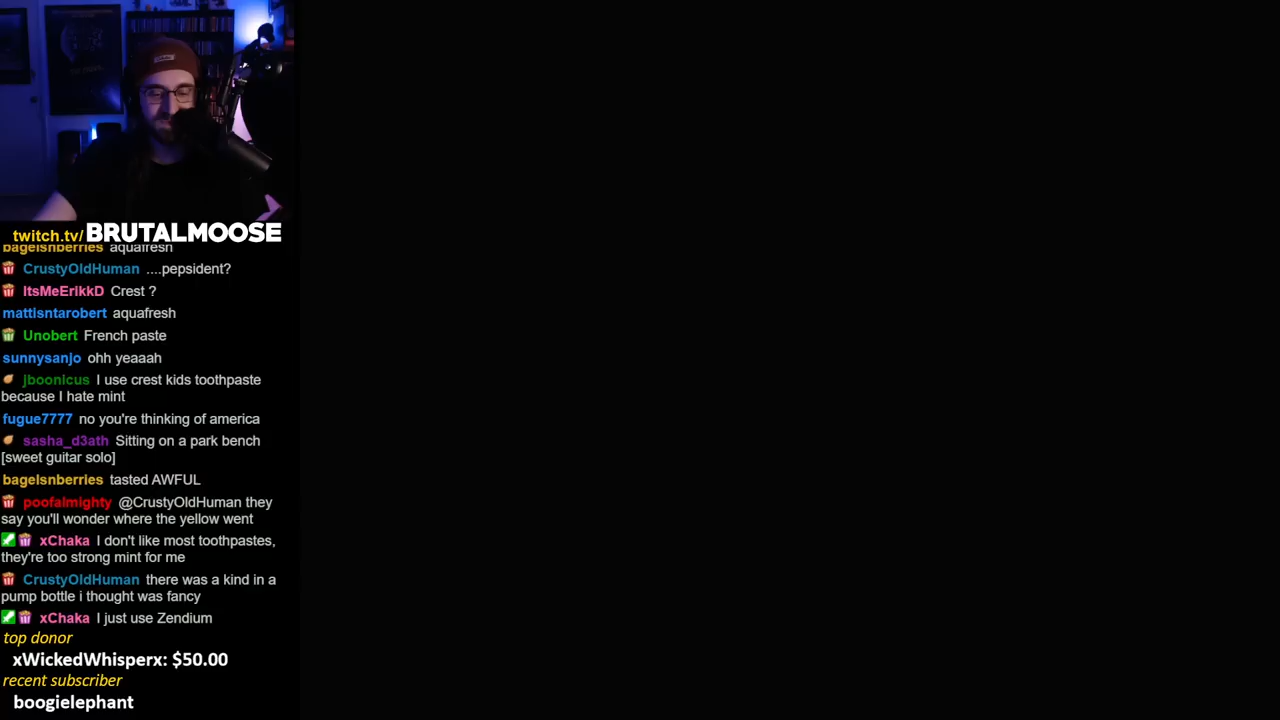 twitch.tv/BRUTALMOOSE
bagelsnberries aquafresh
CrustyOldHuman ....pepsident?
ItsMeErikkD Crest ?
mattisntarobert aquafresh
Unobert French paste
sunnysanjo ohh yeaaah
jboonicus I use crest kids toothpaste
because I hate mint
fugue7777 no you're thinking of america
sasha_d3ath Sitting on a park bench
[sweet guitar solo]
bagelsnberries tasted AWFUL
poofalmighty @CrustyOldHuman they
say you'll wonder where the yellow went
xChaka I don't like most toothpastes,
they're too strong mint for me
CrustyOldHuman there was a kind in a
pump bottle i thought was fancy
xChaka I just use Zendium
top donor
xWickedWhisperx: $50.00
recent subscriber
boogielephant